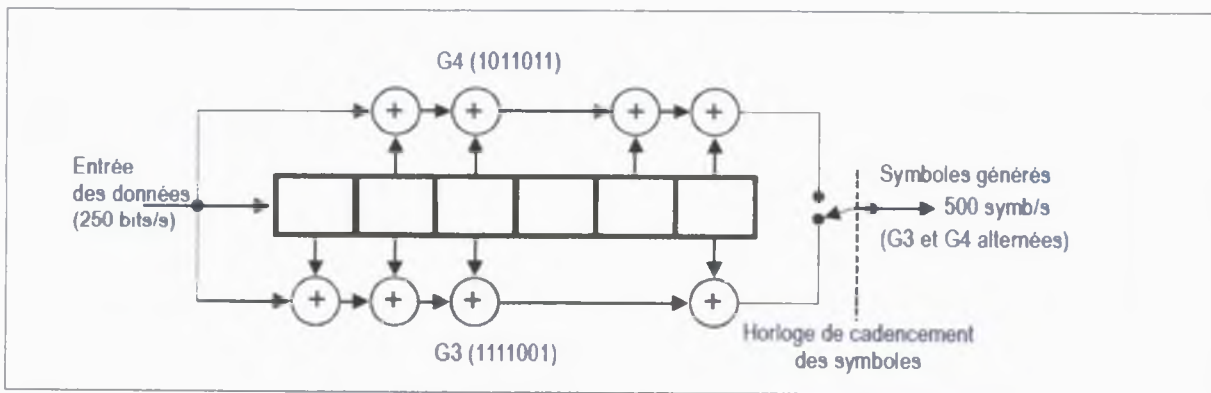 G4 (1011011)
Entrée
des données
(250 bits/s)
Symboles générés
500 symb/s
(G3 et G4 alternées)
G3 (1111001)
Horloge de cadencement
des symboles